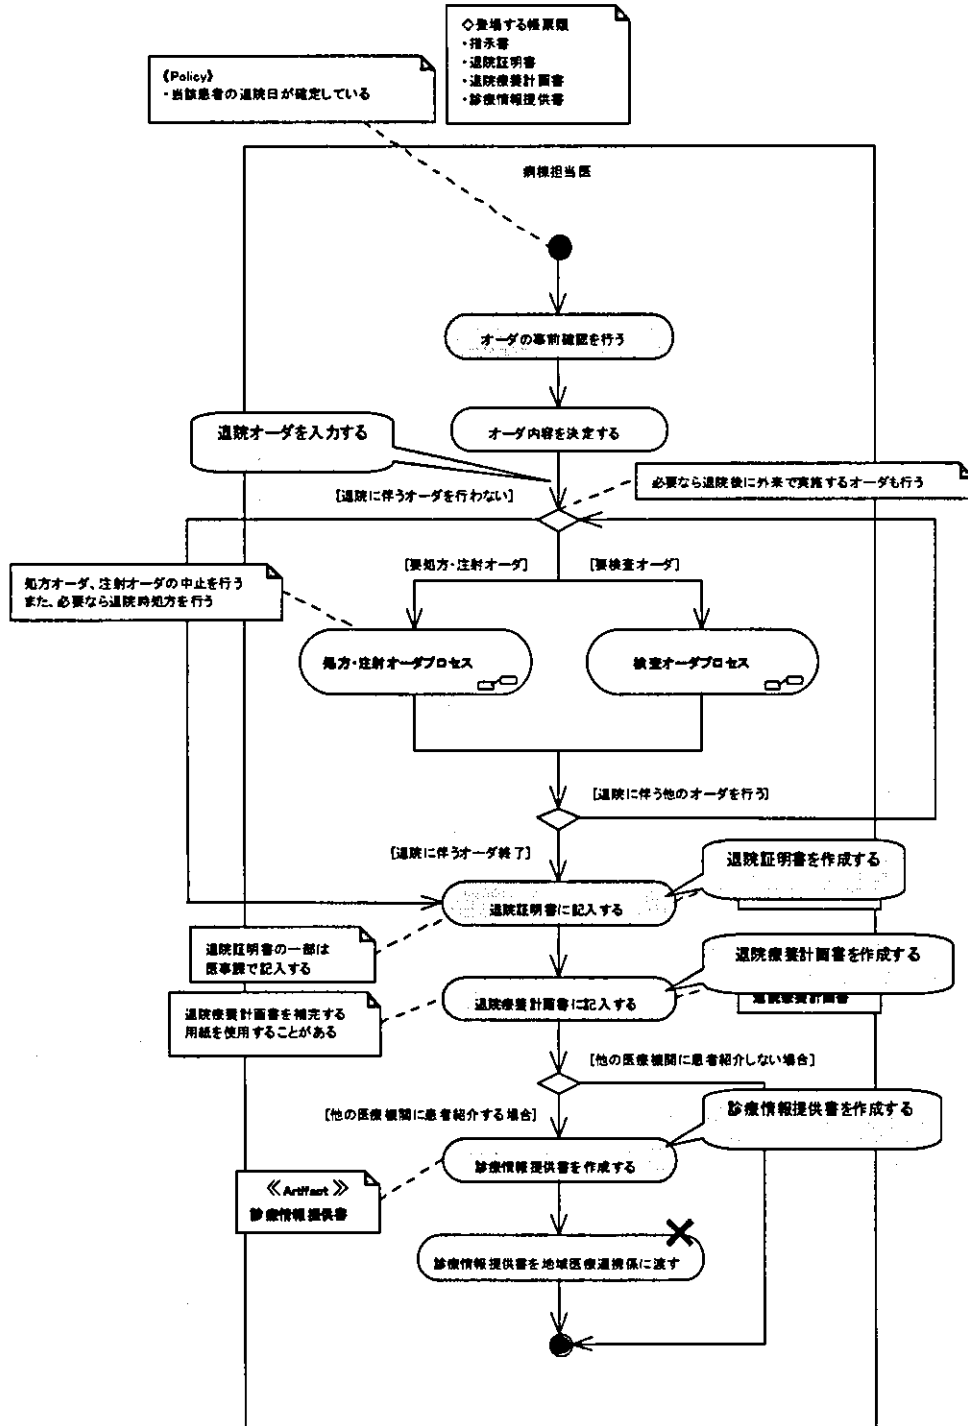 ◇登場する帳票類
・指示書
・退院証明書
・退院療養計画書
・診療情報提供書
《Policy》
・当該患者の退院日が確定している
病棟担当医
オーダの事前確認を行う
退院オーダを入力する
オーダ内容を決定する
[退院に伴うオーダを行わない]
必要なら退院後に外来で実施するオーダも行う
[要処方・注射オーダ]
[要検査オーダ]
処方オーダ、注射オーダの中止を行う
また、必要なら退院時処方を行う
処方・注射オーダプロセス
検査オーダプロセス
[退院に伴う他のオーダを行う]
[退院に伴うオーダ終了]
退院証明書を作成する
退院証明書に記入する
退院証明書の一部は
医事課で記入する
退院療養計画書を作成する
退院療養計画書に記入する
退院療養計画書
退院療養計画書を補完する
用紙を使用することがある
[他の医療機関に患者紹介しない場合]
[他の医療機関に患者紹介する場合]
診療情報提供書を作成する
診療情報提供書を作成する
《Artifact》
診療情報提供書
診療情報提供書を地域医療連携係に渡す